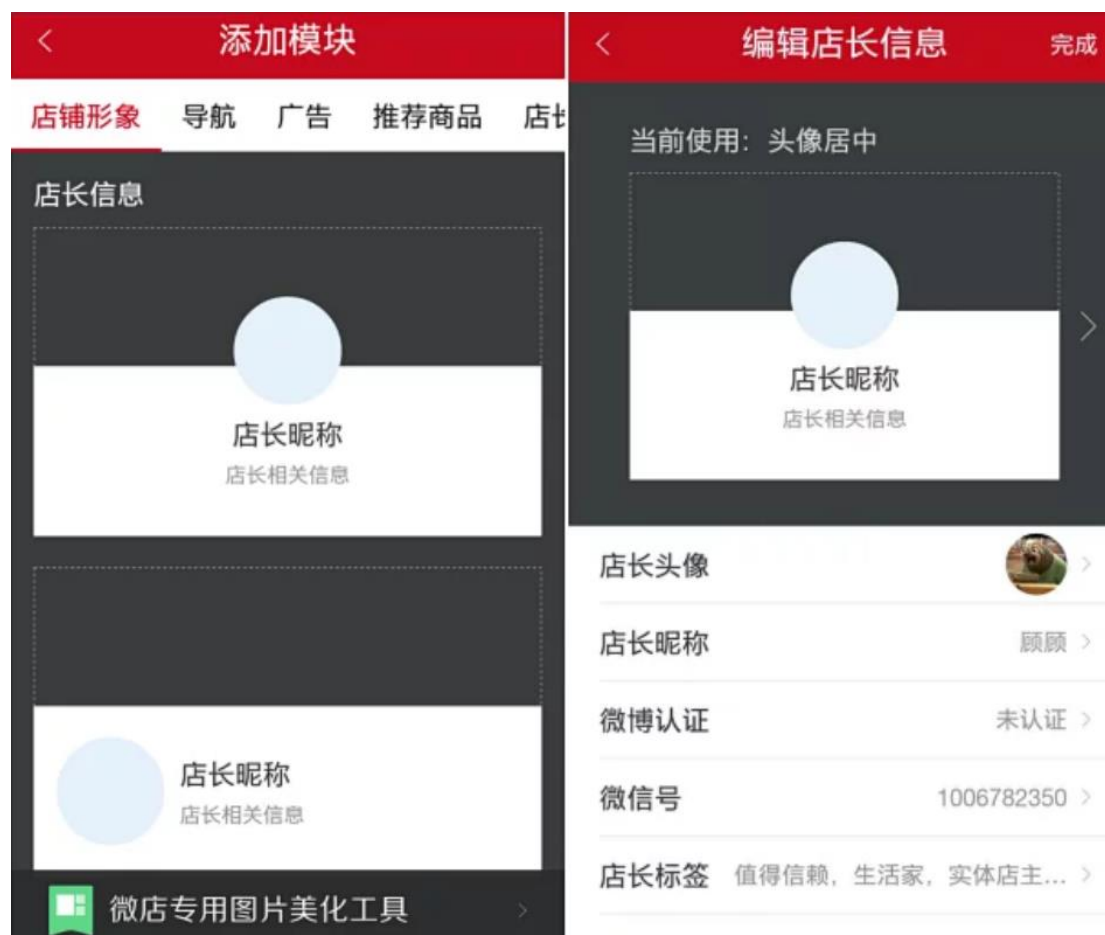 添加模块
店铺形象 导航 广告 推荐商品 店长
店长信息
店长昵称
店长相关信息
店长昵称
店长相关信息
微店专用图片美化工具
编辑店长信息 完成
当前使用：头像居中
店长昵称
店长相关信息
店长头像
店长昵称 顾顾
微博认证 未认证
微信号 1006782350
店长标签 值得信赖，生活家，实体店主...